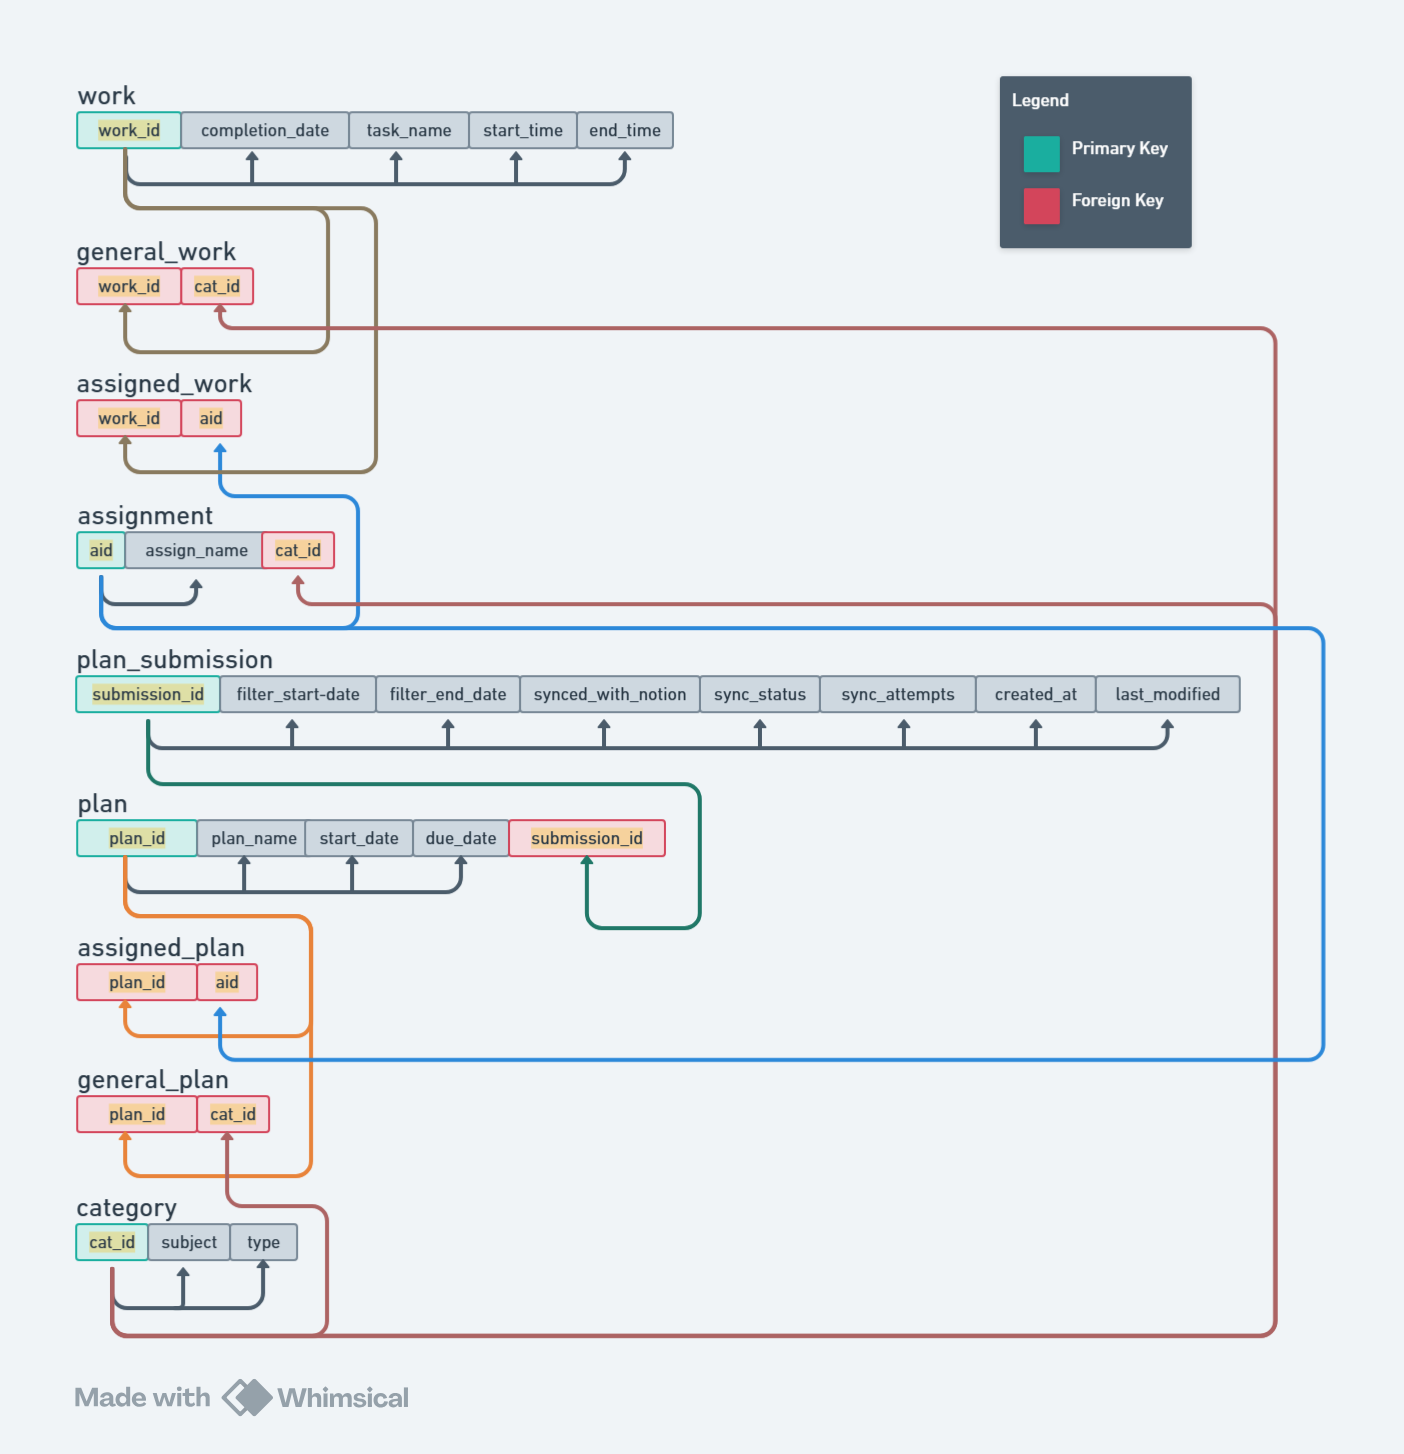 work
work_id completion_date task_name start_time end_time
Legend
Primary Key
Foreign Key
general_work
work_id cat_id
assigned_work
work_id aid
assignment
aid assign_name cat_id
plan_submission
submission_id filter_start-date filter_end_date synced_with_notion sync_status sync_attempts created_at last_modified
plan
plan_id plan_name start_date due_date submission_id
assigned_plan
plan_id aid
general_plan
plan_id cat_id
category
cat_id subject type
Made with Whimsical